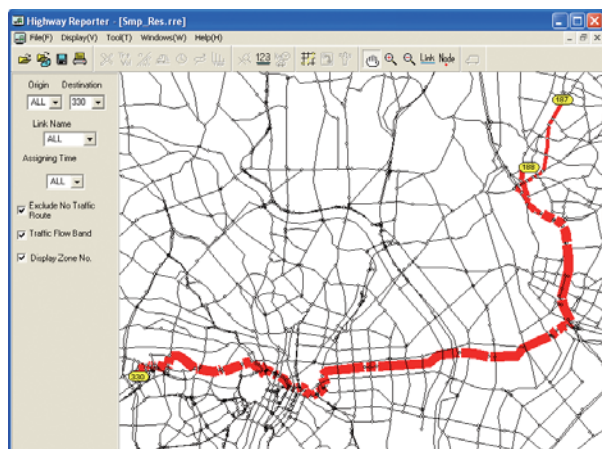 Highway Reporter - [Smp_Res.rre]
File(F) Display(V) Tool(T) Windows(W) Help(H)
123 Link Node
Origin Destination
ALL 330
Link Name
ALL
Assigning Time
ALL
Exclude No Traffic
Route
Traffic Flow Band
Display Zone No.
187
188
330